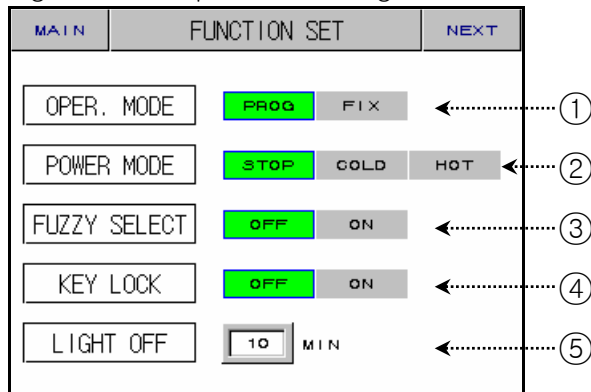 MAIN FUNCTION SET NEXT
OPER. MODE PROG FIX ①
POWER MODE STOP COLD HOT ②
FUZZY SELECT OFF ON ③
KEY LOCK OFF ON ④
LIGHT OFF 10 MIN ⑤